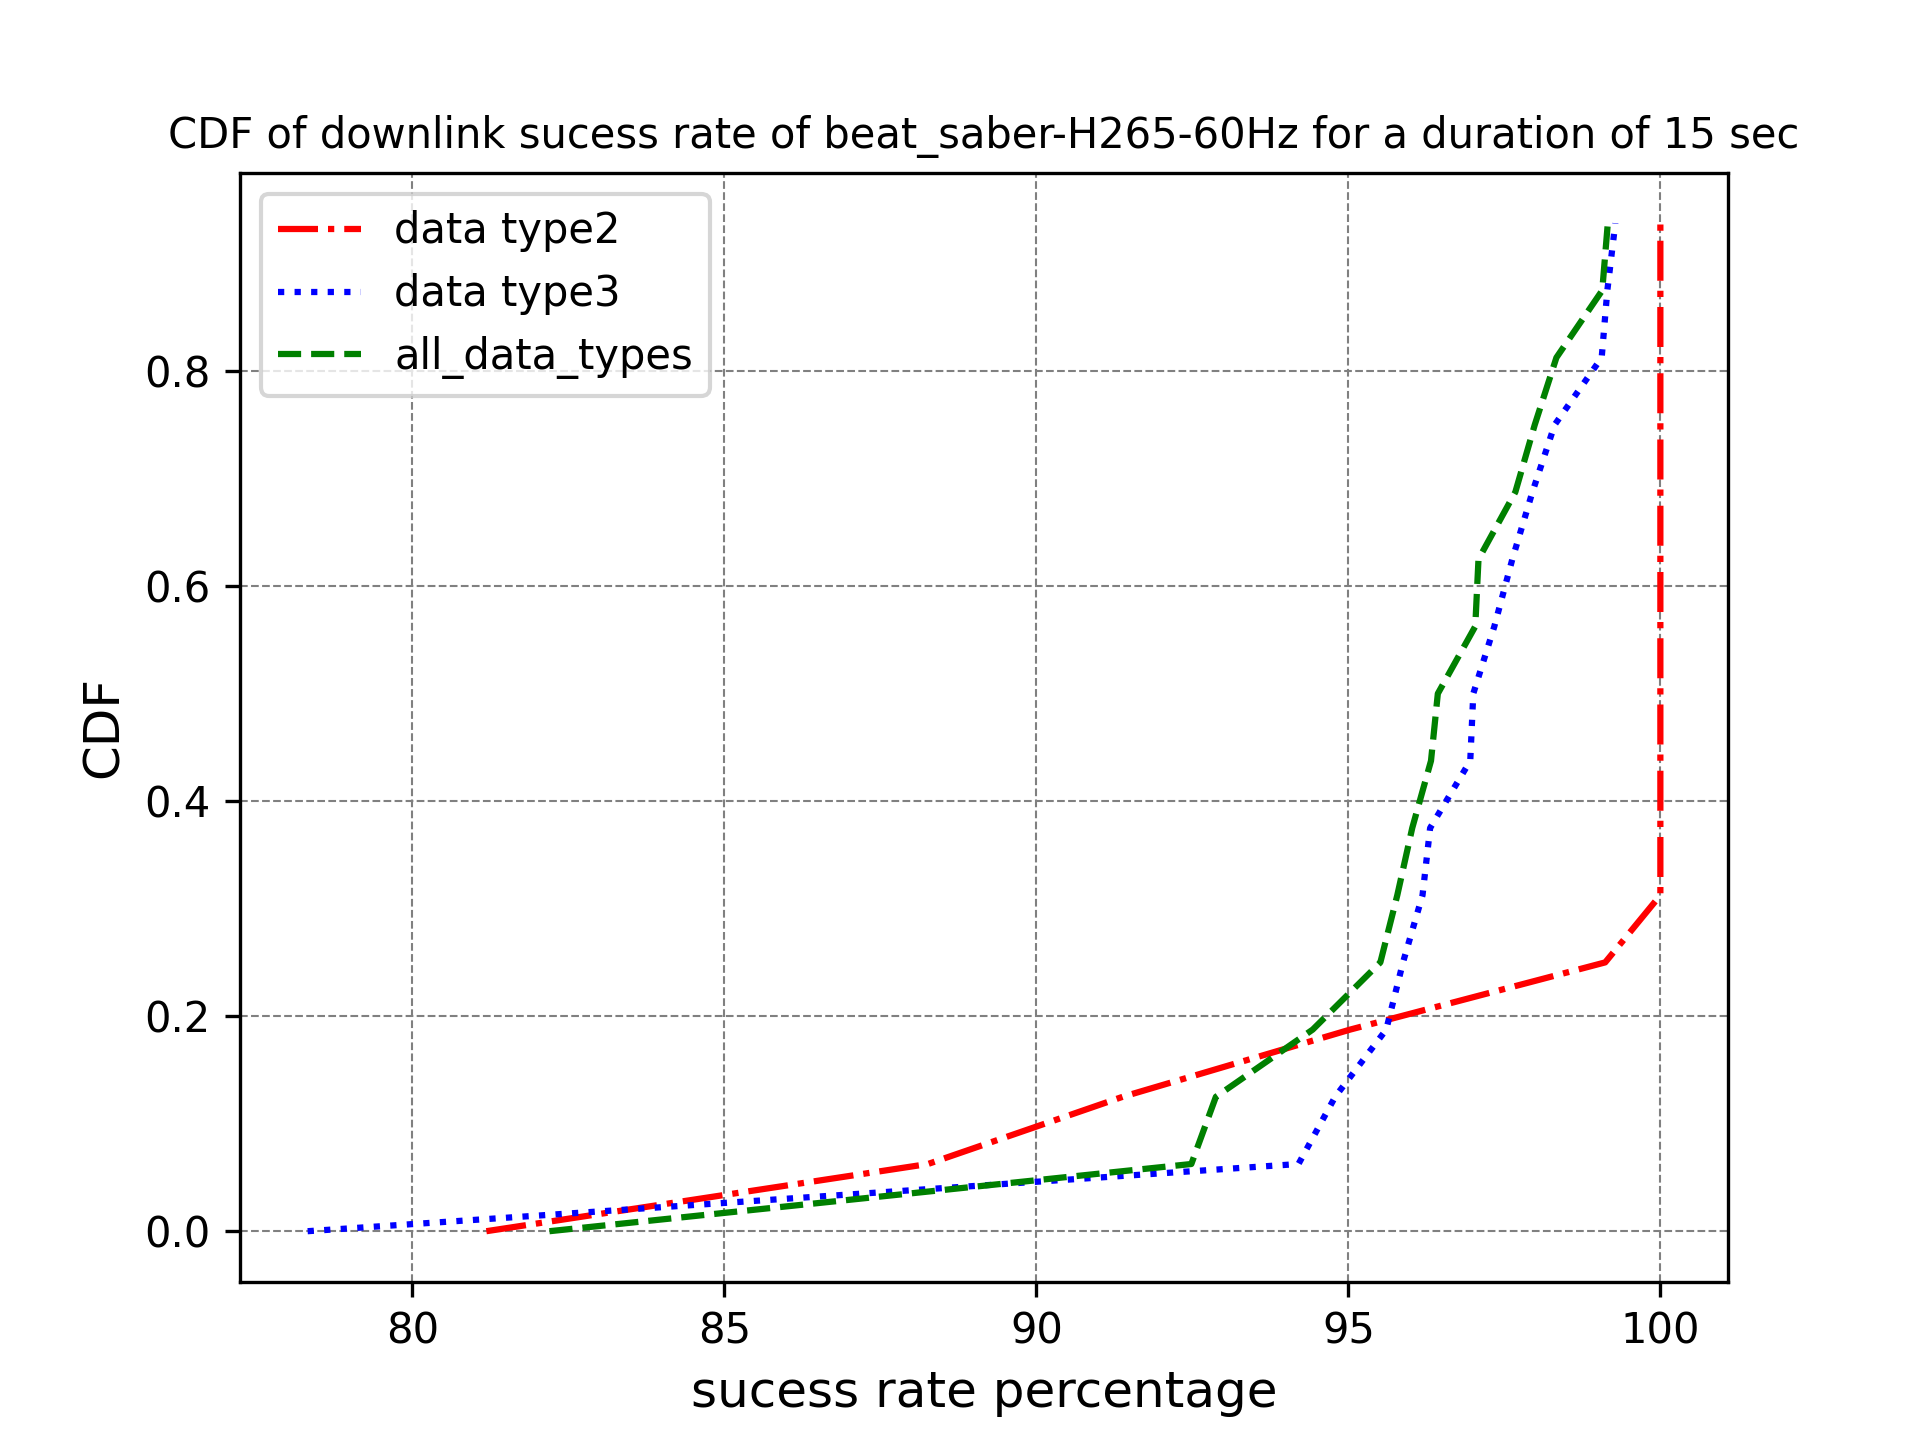 CDF of downlink sucess rate of beat_saber-H265-60Hz for a duration of 15 sec
data type2
data type3
all_data_types
CDF
0.8
0.6
0.4
0.2
0.0
80 85 90 95 100
sucess rate percentage